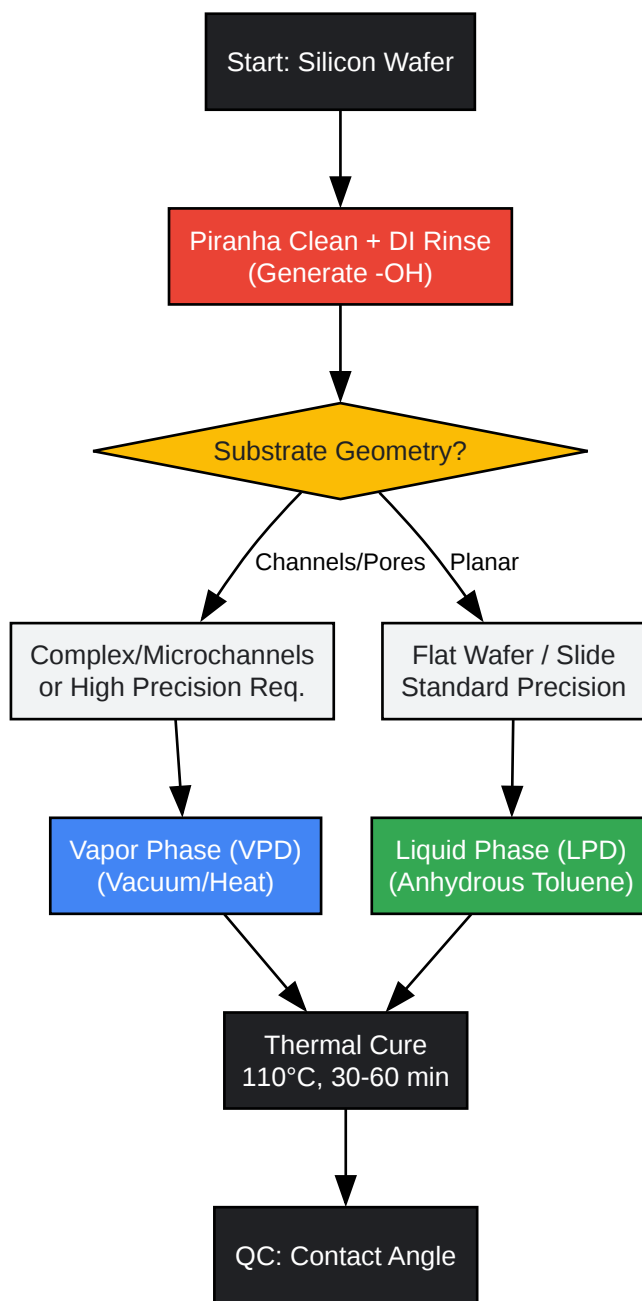 Start: Silicon Wafer
Piranha Clean + DI Rinse
(Generate -OH)
Substrate Geometry?
Channels/Pores
Planar
Complex/Microchannels
or High Precision Req.
Flat Wafer / Slide
Standard Precision
Vapor Phase (VPD)
(Vacuum/Heat)
Liquid Phase (LPD)
(Anhydrous Toluene)
Thermal Cure
110°C, 30-60 min
QC: Contact Angle